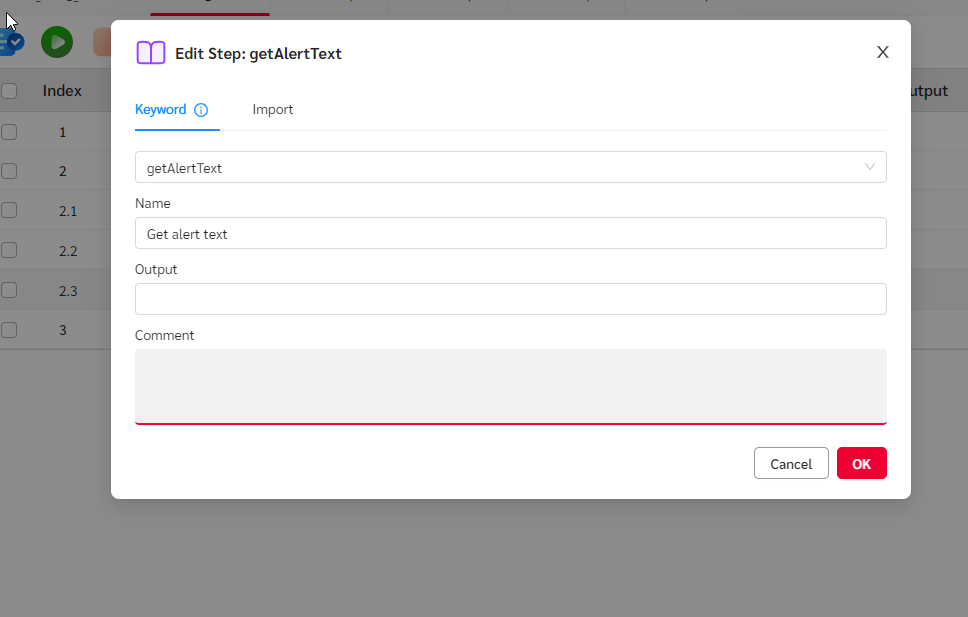 Edit Step: getAlertText
X
Index
utput
Keyword
Import
1
getAlertText
2
Name
2.1
Get alert text
2.2
Output
2.3
3
Comment
Cancel
OK